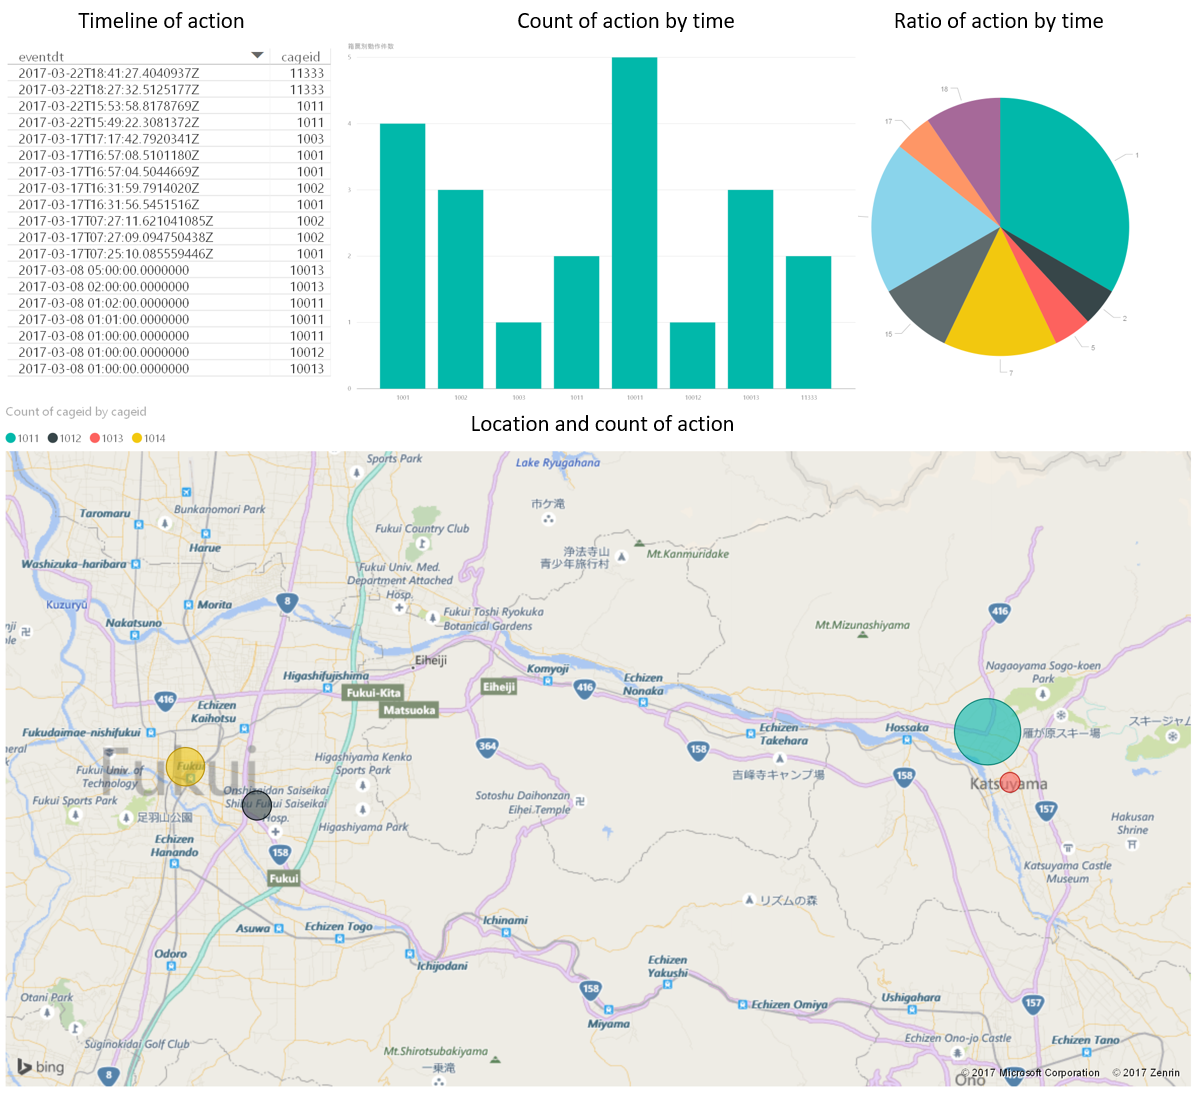 Timeline of action
Count of action by time
Ratio of action by time
eventdt cageid
2017-03-22T18:41:27.4040937Z 11333
2017-03-22T18:27:32.5125177Z 11333
2017-03-22T15:53:58.8178769Z 1011
2017-03-22T15:49:22.3081372Z 1011
2017-03-17T17:17:42.7920341Z 1003
2017-03-17T16:57:08.5101180Z 1001
2017-03-17T16:57:04.5044669Z 1001
2017-03-17T16:31:59.7914020Z 1002
2017-03-17T16:31:56.5451516Z 1001
2017-03-17T07:27:11.621041085Z 1002
2017-03-17T07:27:09.094750438Z 1002
2017-03-17T07:25:10.085559446Z 1001
2017-03-08 05:00:00.0000000 10013
2017-03-08 02:00:00.0000000 10013
2017-03-08 01:02:00.0000000 10011
2017-03-08 01:01:00.0000000 10011
2017-03-08 01:00:00.0000000 10011
2017-03-08 01:00:00.0000000 10012
2017-03-08 01:00:00.0000000 10013
5
4
3
2
1
0
1001 1002 1003 1011 10011 10012 10013 11333
18
17
1
2
5
7
15
Count of cageid by cageid
1011 1012 1013 1014
Location and count of action
Sports Park
Lake Ryugahana
Bunkanomori Park
Taromaru
Harue
Fukui Country Club
市ケ滝
浄法寺山
青少年旅行村
Mt.Kanmuridake
Washizuka-haribara
Fukui Univ. Med.
Department Attached
Hosp.
Kuzuryū
Morita
8
Nakatsuno
Fukui Toshi Ryokuka
Botanical Gardens
Mt.Mizunashiyama
416
Eiheiji
Higashifujishima
Komyoji
Nagaoyama Sogo-koen
Park
Fukui-Kita
Eiheiji
416
Echizen
Nonaka
416
Echizen
Kaihotsu
Matsuoka
Fukudaimae-nishifukui
364
158
Echizen
Takehara
Hossaka
雁が原スキー場
スキージャム
Fukui
Fukui Univ. of
Technology
Higashiyama Kenko
Sports Park
吉峰寺キャンプ場
158
Katsuyama
Onshizaidan Saiseikai
Shibu Fukui Saiseikai
Hosp.
Fukui Sports Park
足羽山公園
Higashiyama Park
Sotoshu Daihonzan
Eihei.Temple
157
Hakusan
Shrine
Echizen
Hanando
158
Fukui
Katsuyama Castle
Museum
リズムの森
Asuwa
Echizen Togo
Ichinami
Odoro
Ichijodani
Echizen
Yakushi
158
Otani Park
Miyama
Echizen Omiya
Ushigahara
157
Suginokidai Golf Club
Mt.Shirotsubakiyama
一乗滝
Echizen Ono-jo Castle
Echizen Tano
8
bing
Ono
© 2017 Microsoft Corporation © 2017 Zenrin